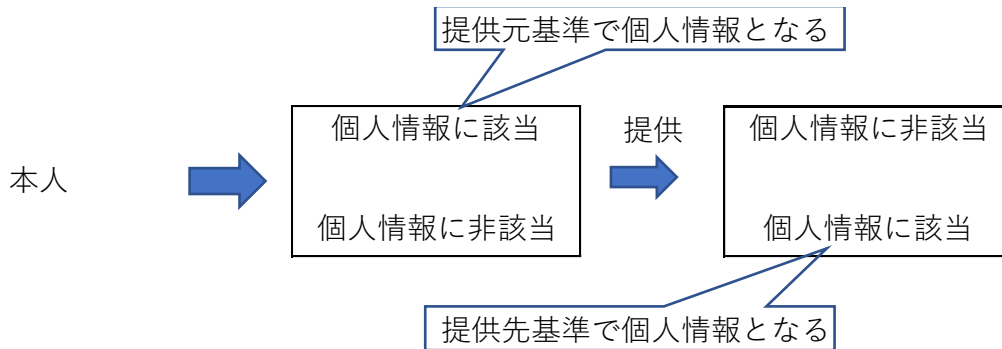 提供元基準で個人情報となる
個人情報に該当
提供
個人情報に非該当
本人
個人情報に非該当
個人情報に該当
提供先基準で個人情報となる